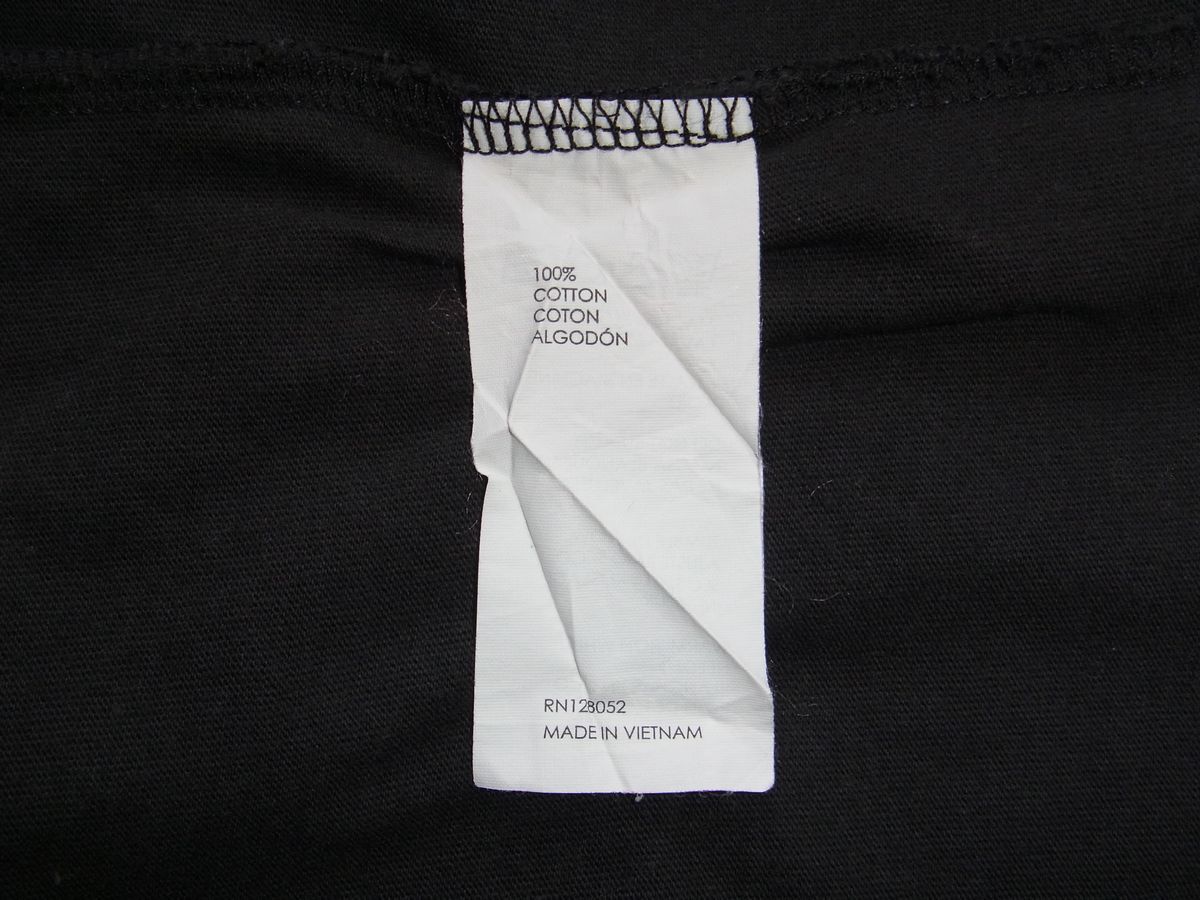 100%
COTTON
COTON
ALGODÓN
RN128052
MADE IN VIETNAM